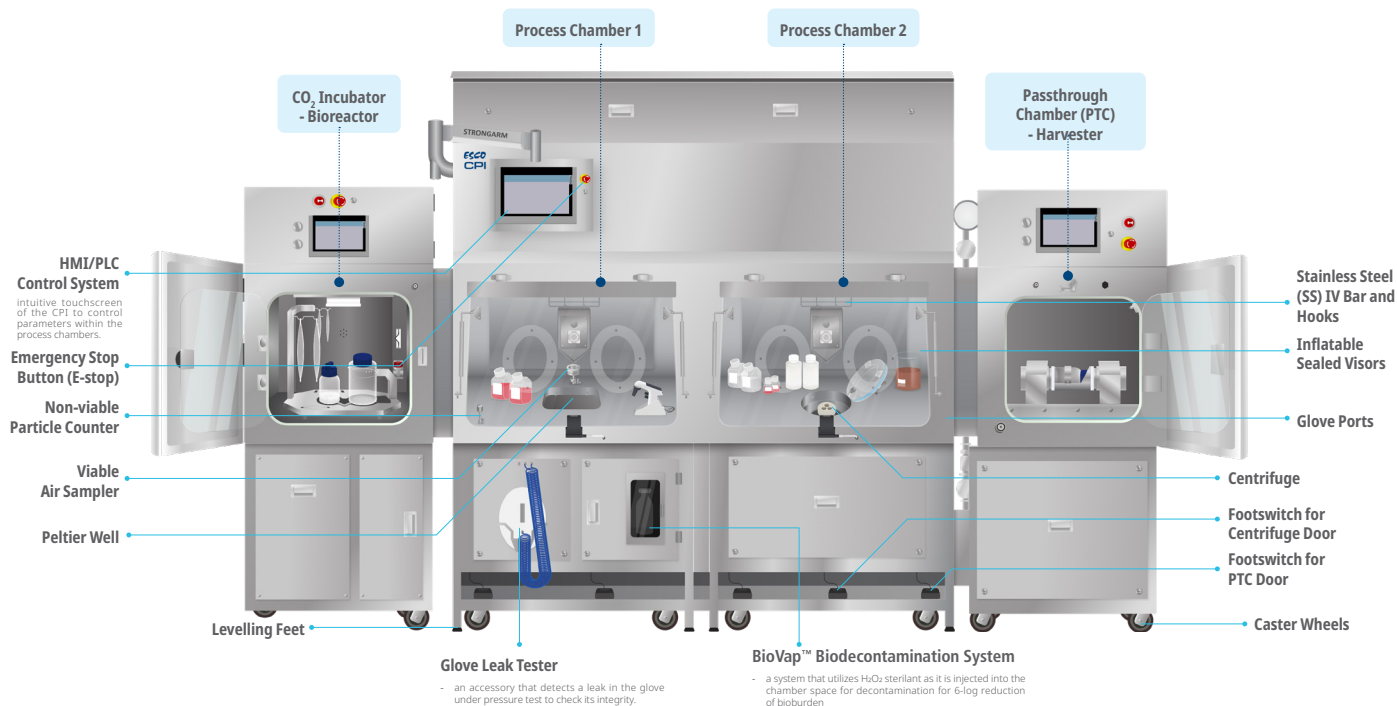 Process Chamber 1
Process Chamber 2
CO₂ Incubator
- Bioreactor
Passthrough
Chamber (PTC)
- Harvester
STRONGARM
ESCO
CPI
HMI/PLC
Control System
intuitive touchscreen
of the CPI to control
parameters within the
process chambers.
Emergency Stop
Button (E-stop)
Non-viable
Particle Counter
Viable
Air Sampler
Peltier Well
Levelling Feet
Glove Leak Tester
- an accessory that detects a leak in the glove
under pressure test to check its integrity.
BioVap™ Biodecontamination System
- a system that utilizes H₂O₂ sterilant as it is injected into the
chamber space for decontamination for 6-log reduction
of bioburden
Stainless Steel
(SS) IV Bar and
Hooks
Inflatable
Sealed Visors
Glove Ports
Centrifuge
Footswitch for
Centrifuge Door
Footswitch for
PTC Door
Caster Wheels